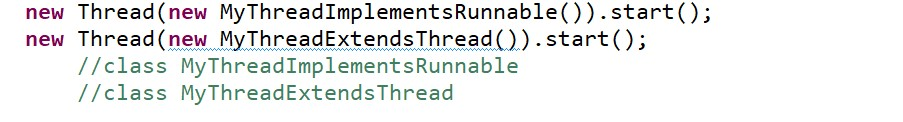 new Thread(new MyThreadImplementsRunnable()).start();
new Thread(new MyThreadExtendsThread()).start();
//class MyThreadImplementsRunnable
//class MyThreadExtendsThread